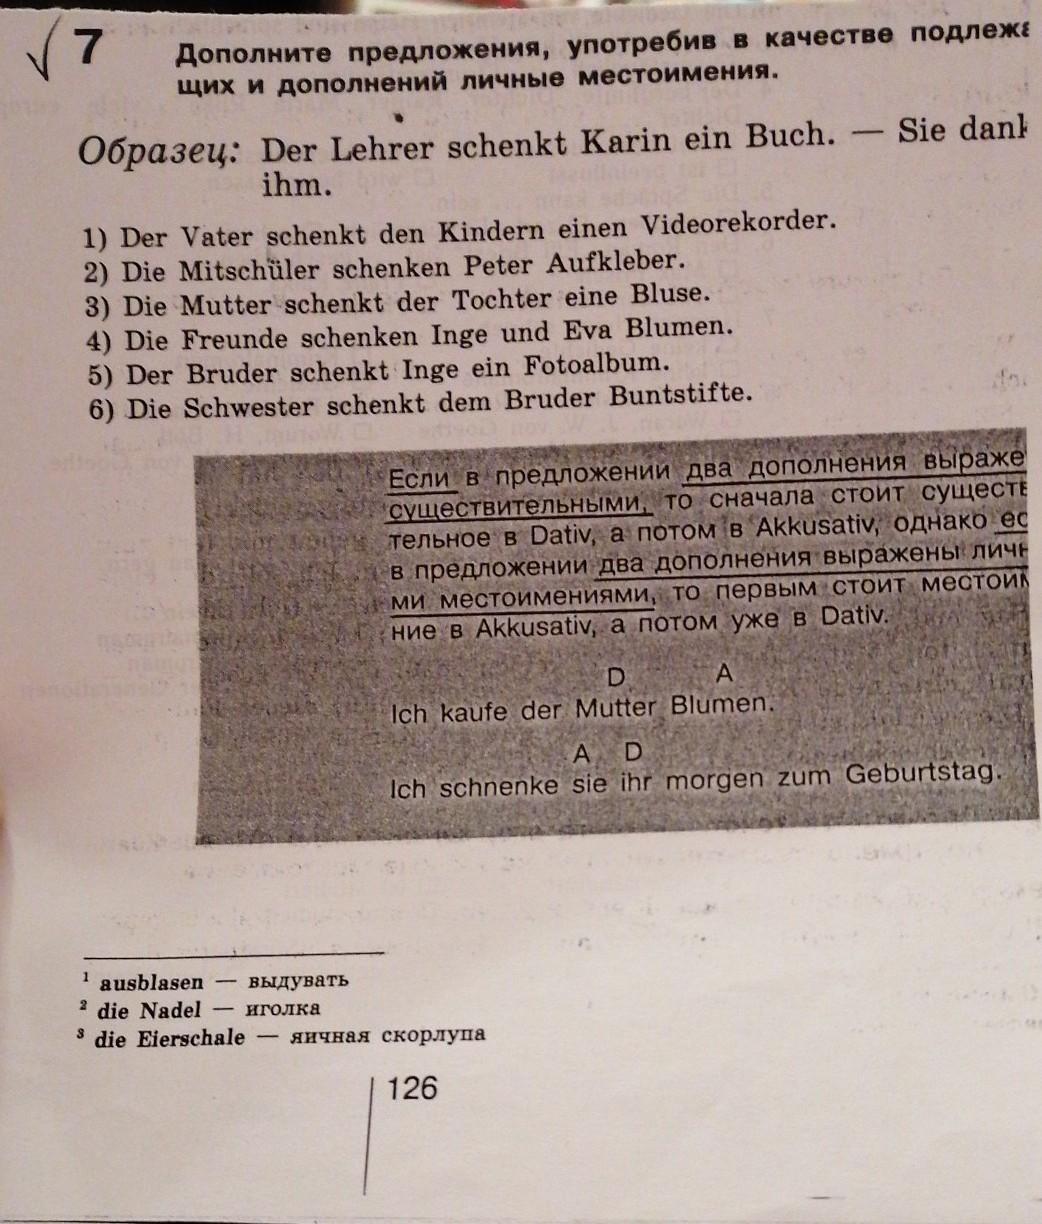 7 Дополните предложения, употребив в качестве подлежа
щих и дополнений личные местоимения.
Образец: Der Lehrer schenkt Karin ein Buch. — Sie dank
ihm.
1) Der Vater schenkt den Kindern einen Videorekorder.
2) Die Mitschüler schenken Peter Aufkleber.
3) Die Mutter schenkt der Tochter eine Bluse.
4) Die Freunde schenken Inge und Eva Blumen.
5) Der Bruder schenkt Inge ein Fotoalbum.
6) Die Schwester schenkt dem Bruder Buntstifte.
Если в предложении два дополнения выраже
существительными, то сначала стоит существ
тельное в Dativ, а потом в Akkusativ, однако ес
в предложении два дополнения выражены личн
ми местоимениями, то первым стоит местоим
ние в Akkusativ, а потом уже в Dativ.
D A
Ich kaufe der Mutter Blumen.
A D
Ich schnenke sie ihr morgen zum Geburtstag.
¹ ausblasen — выдувать
² die Nadel — иголка
³ die Eierschale — яичная скорлупа
126